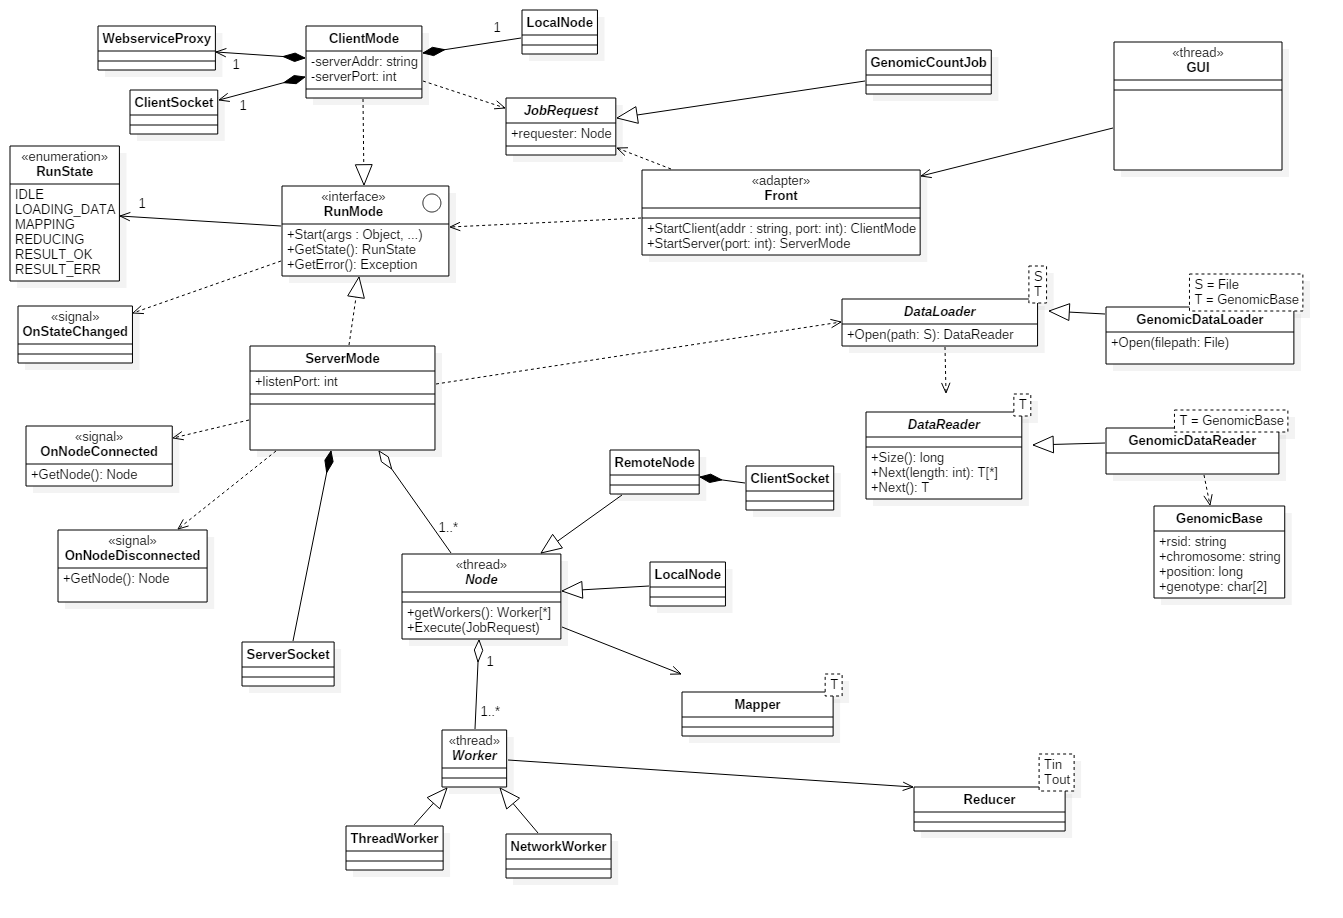 WebserviceProxy
1
ClientSocket
1
ClientMode
-serverAddr: string
-serverPort: int
1
LocalNode
JobRequest
+requester: Node
GenomicCountJob
«thread»
GUI
«enumeration»
RunState
IDLE
LOADING_DATA
MAPPING
REDUCING
RESULT_OK
RESULT_ERR
1
«interface»
RunMode
+Start(args : Object, ...)
+GetState(): RunState
+GetError(): Exception
«adapter»
Front
+StartClient(addr : string, port: int): ClientMode
+StartServer(port: int): ServerMode
«signal»
OnStateChanged
ServerMode
+listenPort: int
S
T
DataLoader
+Open(path: S): DataReader
S = File
T = GenomicBase
GenomicDataLoader
+Open(filepath: File)
T
DataReader
+Size(): long
+Next(length: int): T[*]
+Next(): T
T = GenomicBase
GenomicDataReader
GenomicBase
+rsid: string
+chromosome: string
+position: long
+genotype: char[2]
«signal»
OnNodeConnected
+GetNode(): Node
«signal»
OnNodeDisconnected
+GetNode(): Node
RemoteNode
ClientSocket
1..*
«thread»
Node
+getWorkers(): Worker[*]
+Execute(JobRequest)
LocalNode
ServerSocket
1
1..*
T
Mapper
«thread»
Worker
Tin
Tout
Reducer
ThreadWorker
NetworkWorker